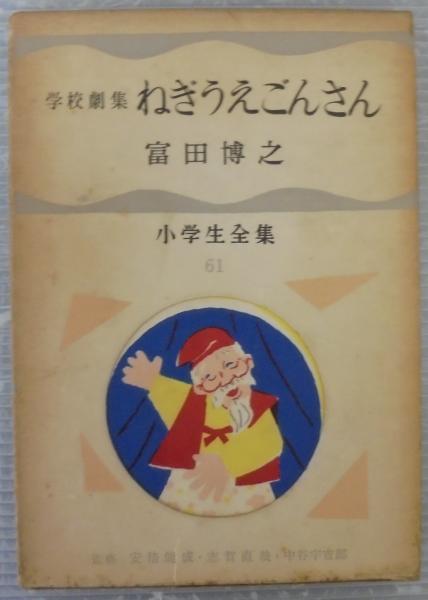 学校劇集 ねぎうえごんさん
富田博之
小学生全集
61
監修 安倍能成・志賀直哉・中谷宇吉郎